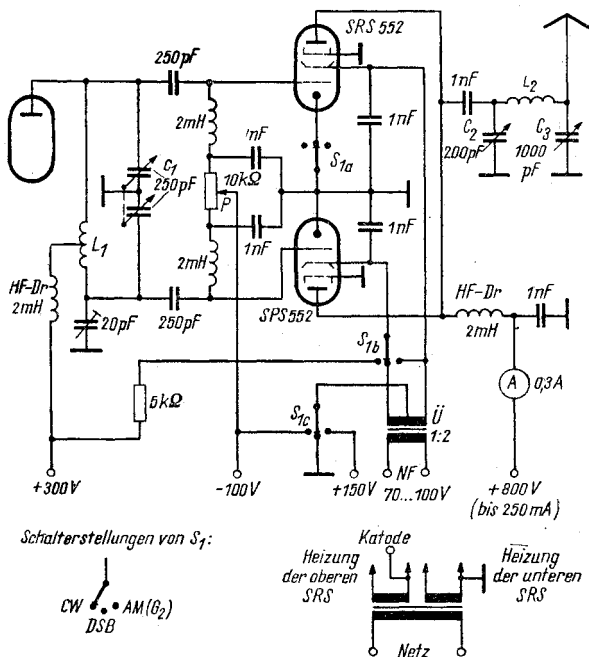 SRS 552
250pF
1nF
L2
2mH
1nF
1nF
C2
200pF
C3
1000
pF
S1a
C1
250pF
10kΩ
P
1nF
1nF
L1
2mH
HF-Dr
2mH
20pF
250pF
SPS552
HF-Dr
2mH
1nF
S1b
A
0,3A
5kΩ
S1c
Ü
1:2
+300V
-100V
+150V
NF
70...100V
+800V
(bis 250mA)
Schalterstellungen von S1:
CW
DSB
AM(G2)
Katode
Heizung
der oberen
SRS
Heizung
der unteren
SRS
Netz